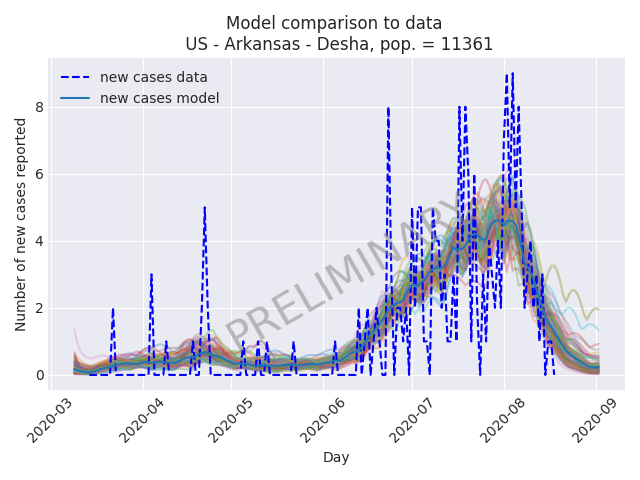 Model comparison to data
US - Arkansas - Desha, pop. = 11361
new cases data
new cases model
Number of new cases reported
8
6
4
2
0
PRELIMINARY
2020-03
2020-04
2020-05
2020-06
2020-07
2020-08
2020-09
Day